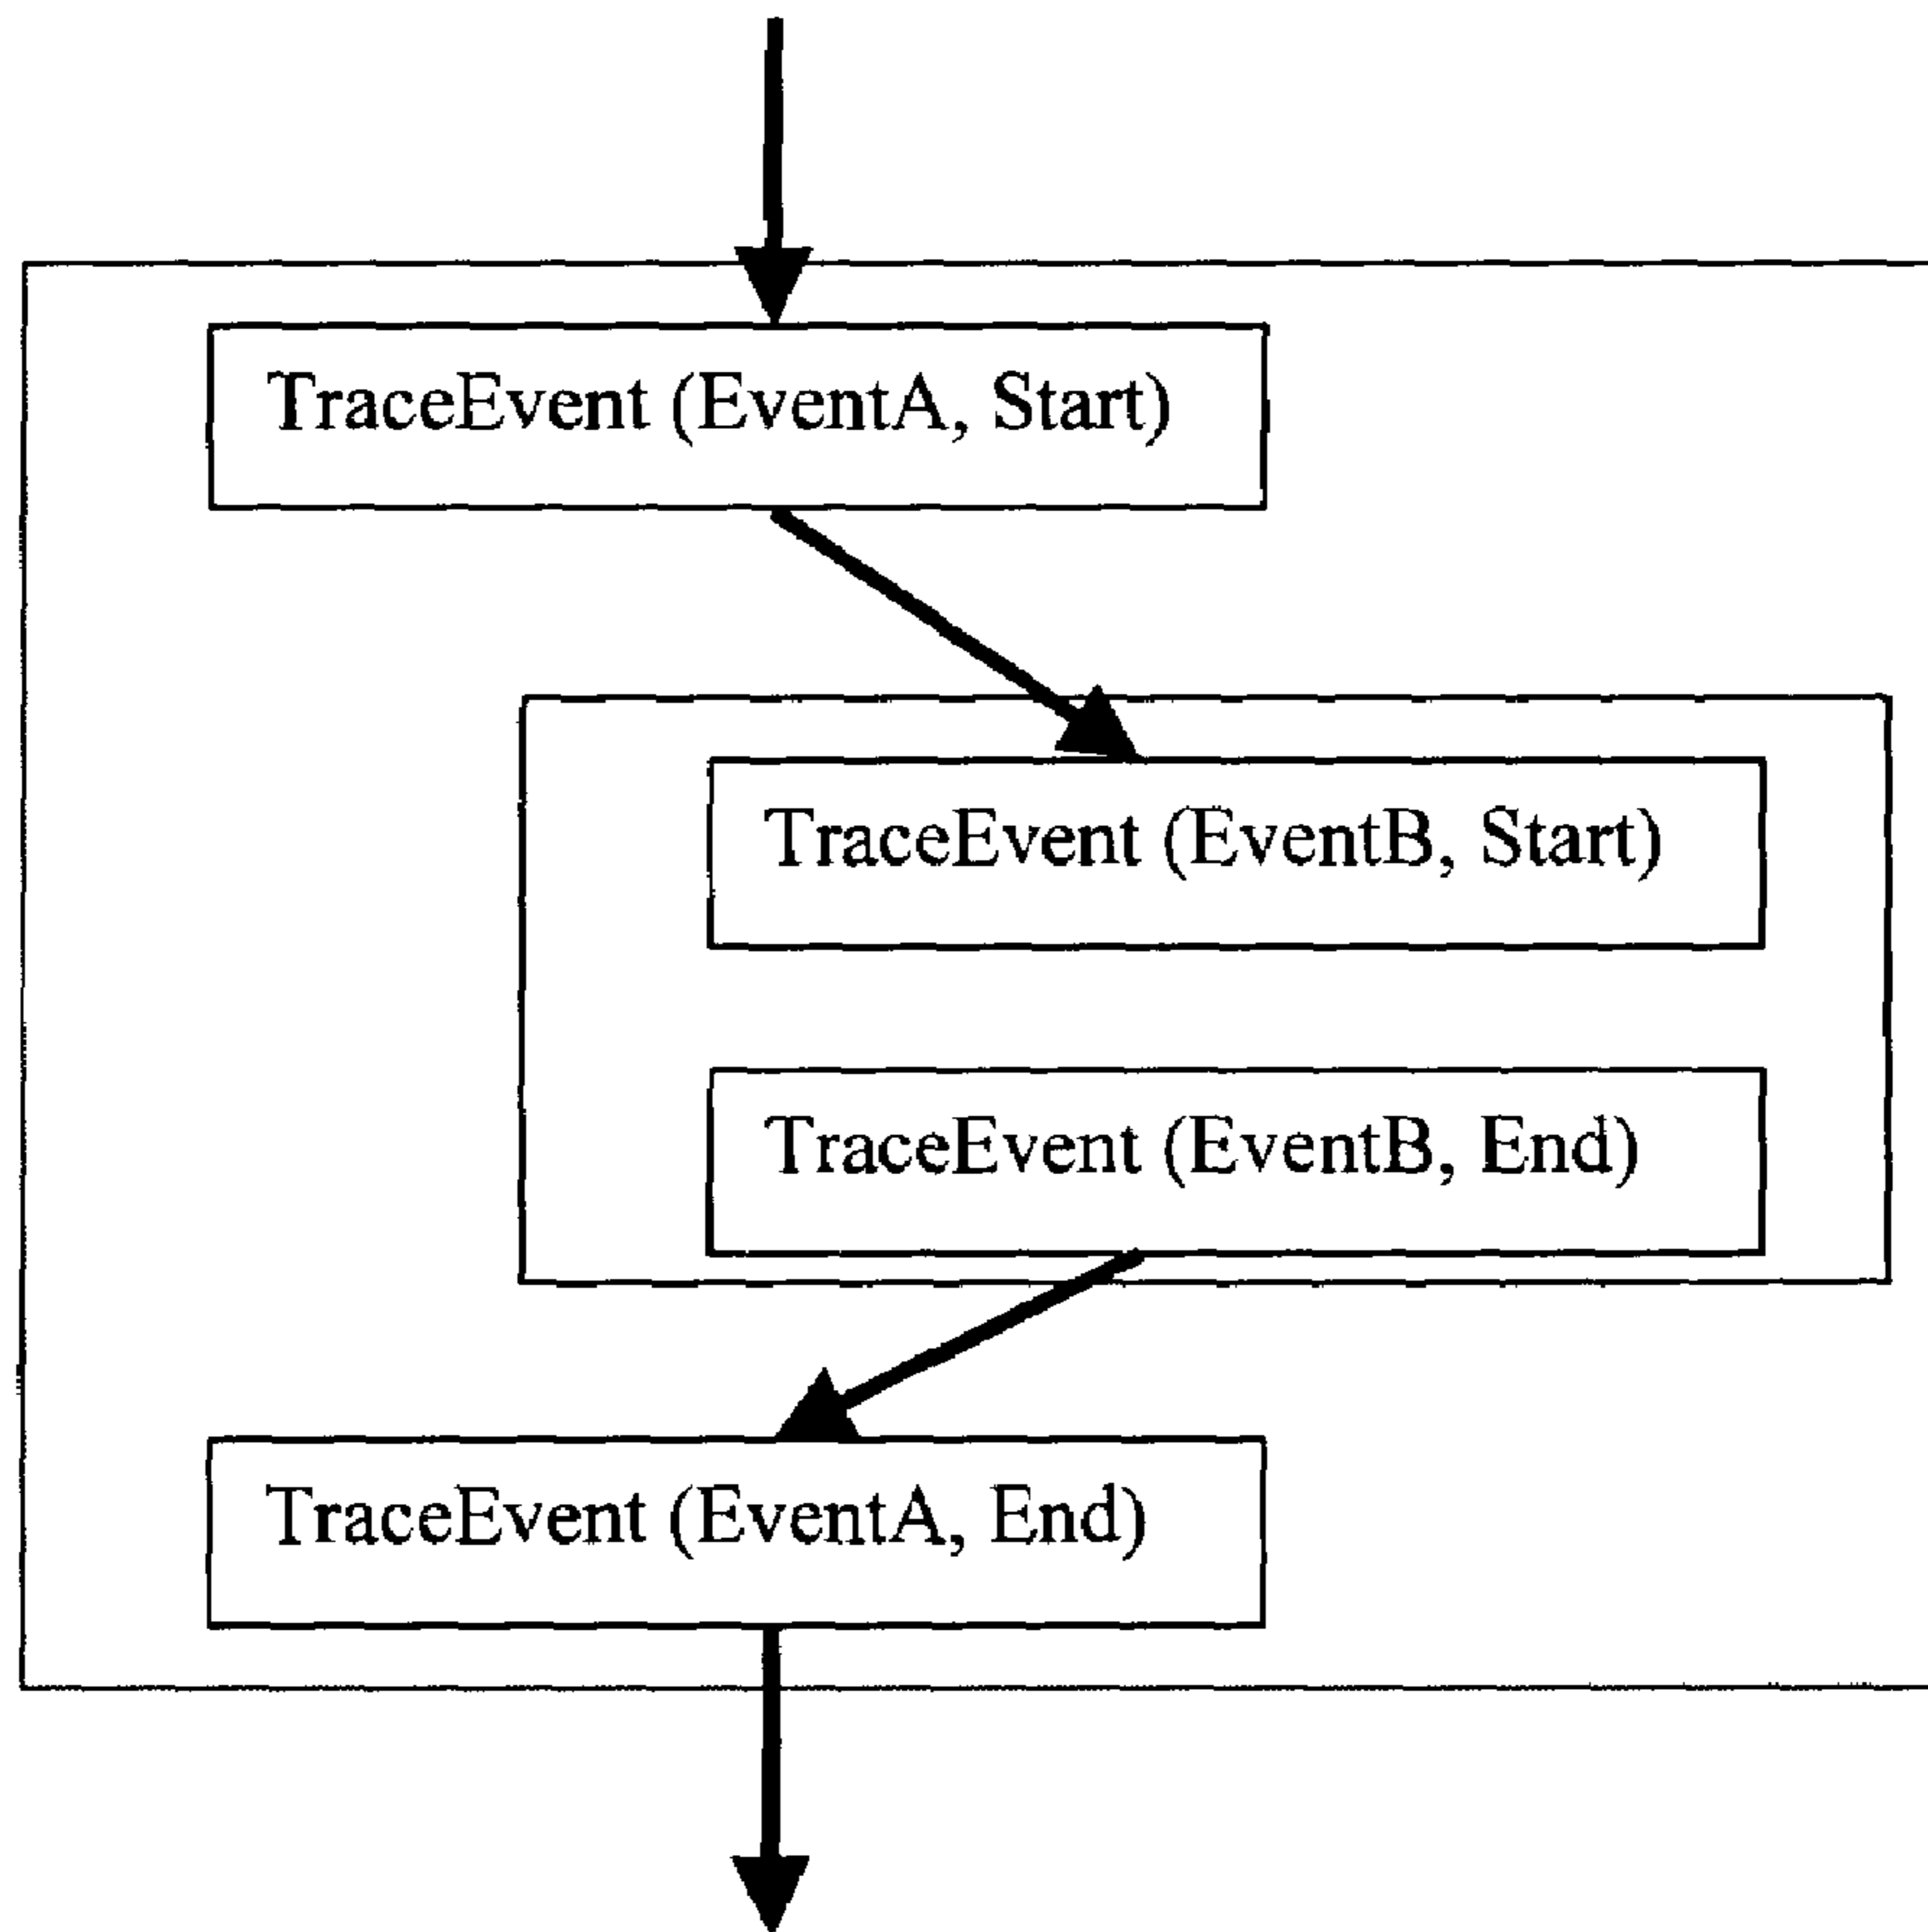 TraceEvent (EventA, Start)
TraceEvent (EventB, Start)
TraceEvent (EventB, End)
TraceEvent (EventA, End)